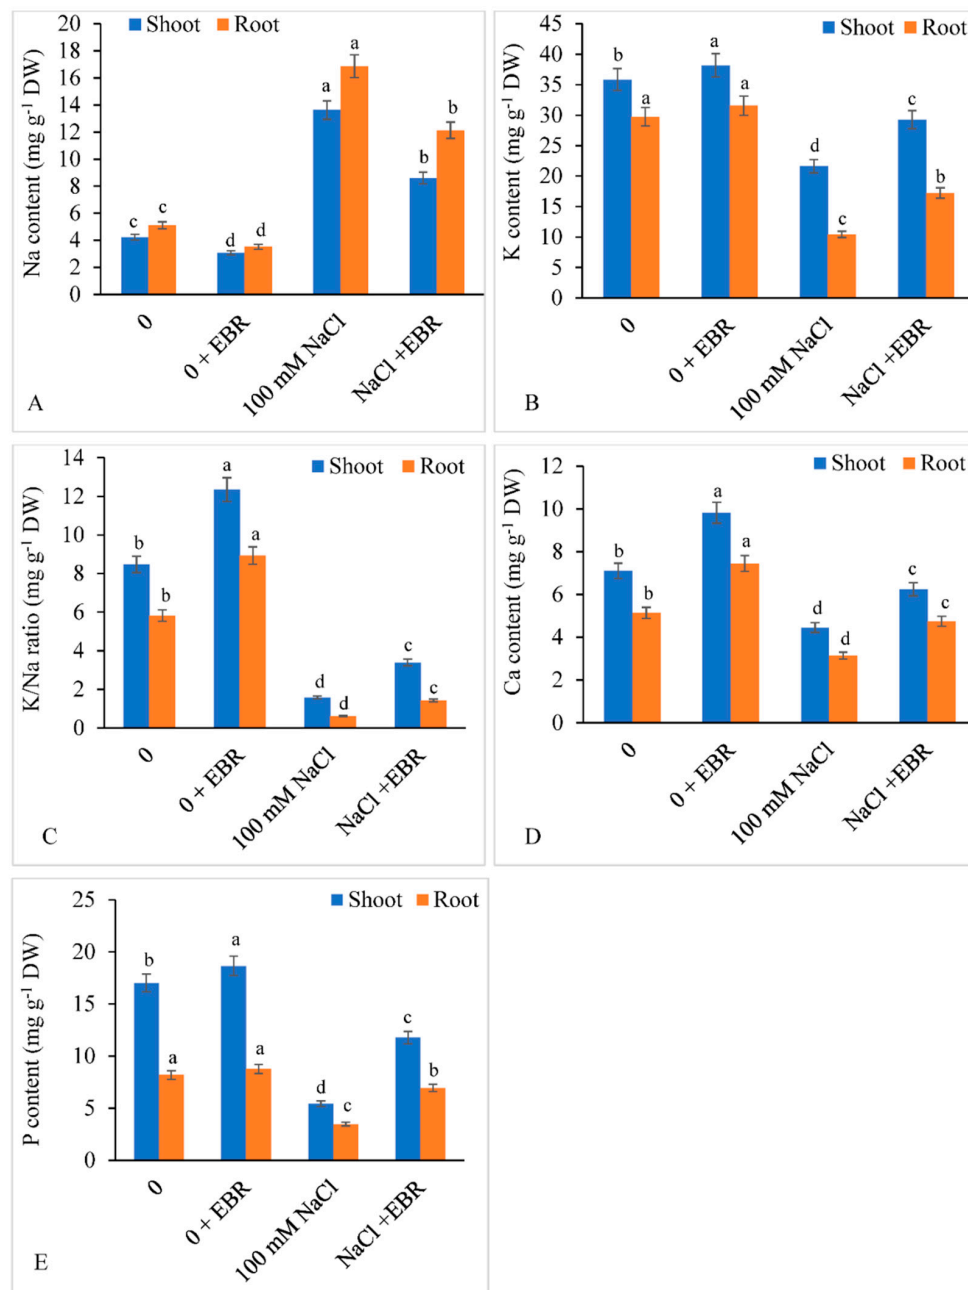 Shoot Root
Na content (mg g-1 DW)
20
18
16
14
12
10
8
6
4
2
0
c c d d a a b b
0
0 + EBR
100 mM NaCl
NaCl +EBR
A
Shoot Root
K content (mg g-1 DW)
45
40
35
30
25
20
15
10
5
0
b a a a d c c b
0
0 + EBR
100 mM NaCl
NaCl +EBR
B
Shoot Root
K/Na ratio (mg g-1 DW)
14
12
10
8
6
4
2
0
b b a a d d c c
0
0 + EBR
100 mM NaCl
NaCl +EBR
C
Shoot Root
Ca content (mg g-1 DW)
12
10
8
6
4
2
0
b b a a d d c c
0
0 + EBR
100 mM NaCl
NaCl +EBR
D
Shoot Root
P content (mg g-1 DW)
25
20
15
10
5
0
b a a a d c c b
0
0 + EBR
100 mM NaCl
NaCl +EBR
E